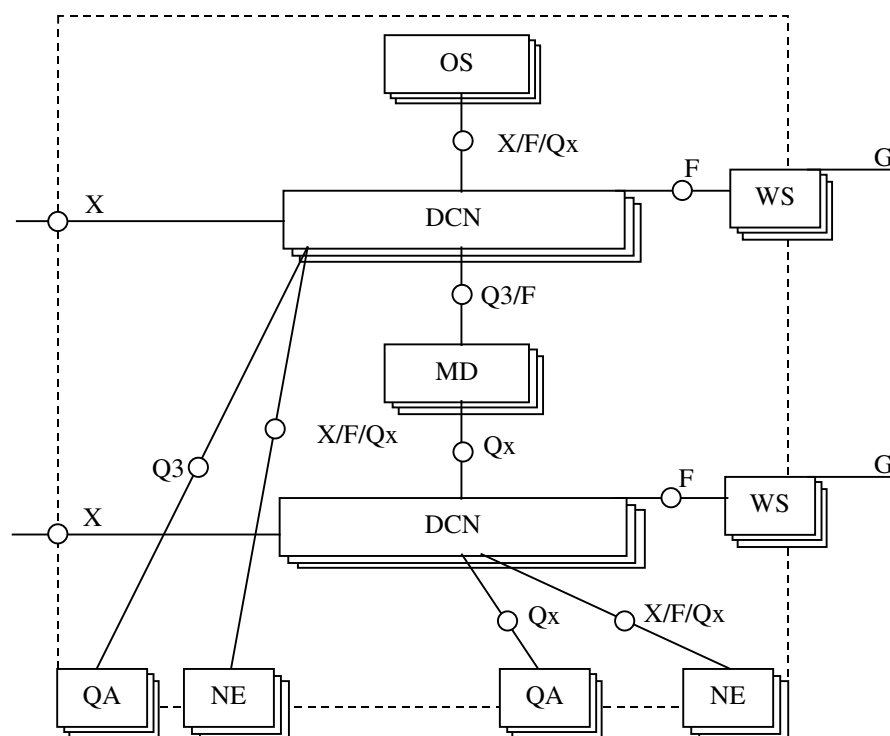 OS
X/F/Qx
F
G
WS
X
DCN
Q3/F
MD
X/F/Qx
Qx
Q3
F
G
WS
X
DCN
Qx
X/F/Qx
QA
NE
QA
NE